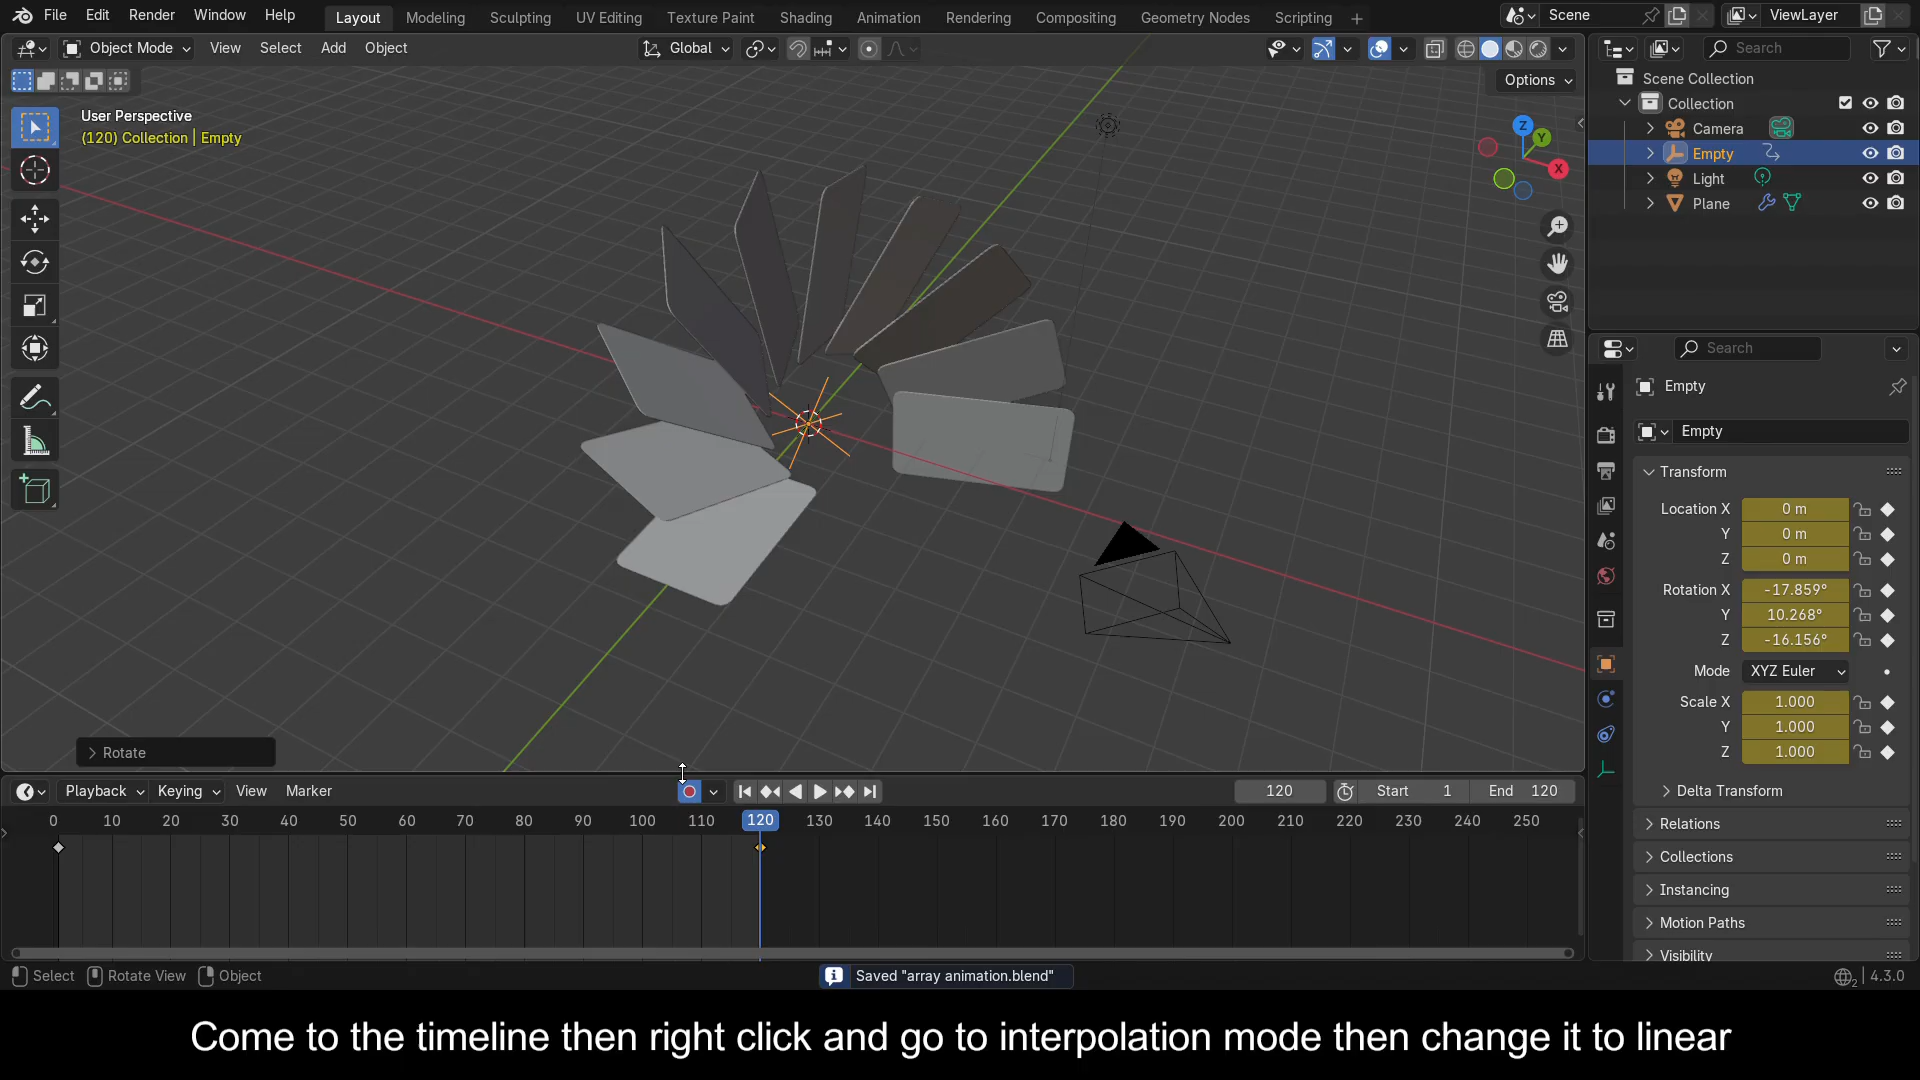 File Edit Render Window Help Layout Modeling Sculpting UV Editing Texture Paint Shading Animation Rendering Compositing Geometry Nodes Scripting + Scene ViewLayer
Object Mode View Select Add Object Global Search
Options
Scene Collection
Collection
Camera
Empty
Light
Plane
User Perspective
(120) Collection | Empty
Z
Y
X
Search
Empty
Empty
Transform
Location X 0 m
Y 0 m
Z 0 m
Rotation X -17.859°
Y 10.268°
Z -16.156°
Mode XYZ Euler
Scale X 1.000
Y 1.000
Z 1.000
Delta Transform
Relations
Collections
Instancing
Motion Paths
Visibility
Rotate
Playback Keying View Marker 120 Start 1 End 120
0 10 20 30 40 50 60 70 80 90 100 110 120 130 140 150 160 170 180 190 200 210 220 230 240 250
Select Rotate View Object Saved "array animation.blend" 2 4.3.0
Come to the timeline then right click and go to interpolation mode then change it to linear